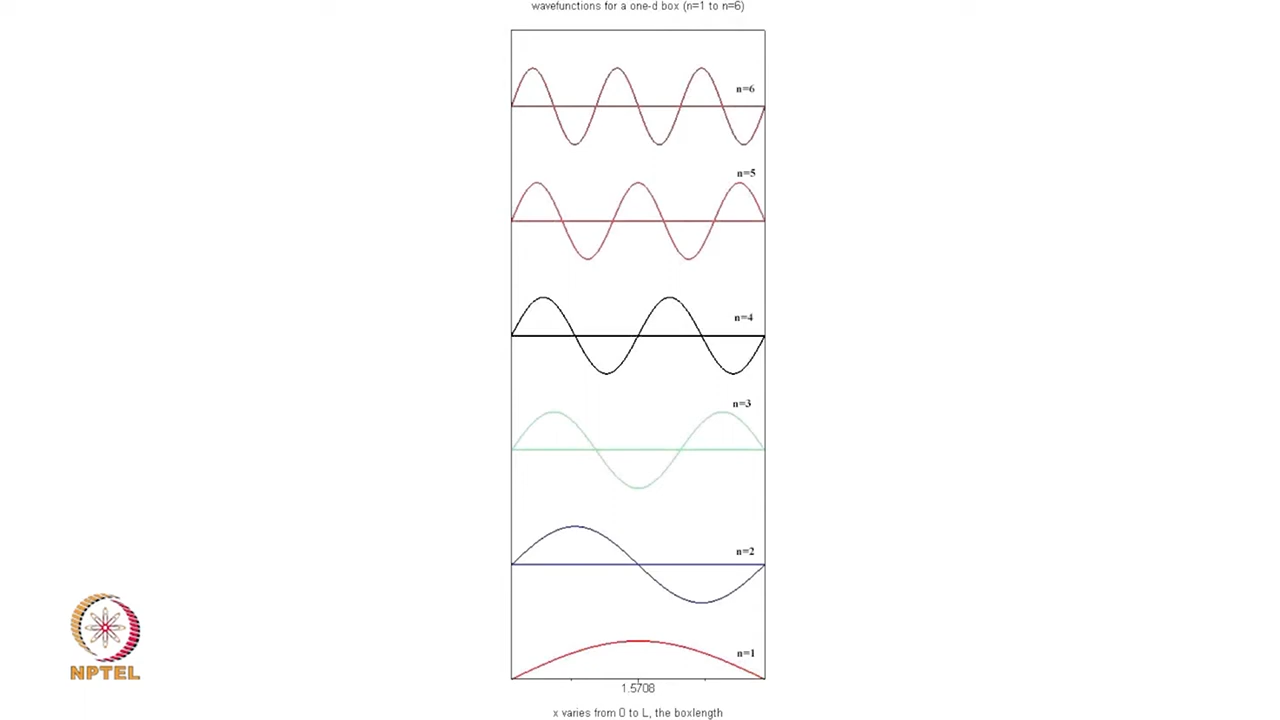 wavefunctions for a one-d box (n=1 to n=6)
n=6
n=5
n=4
n=3
n=2
n=1
1.5708
x varies from 0 to L, the boxlength
NPTEL